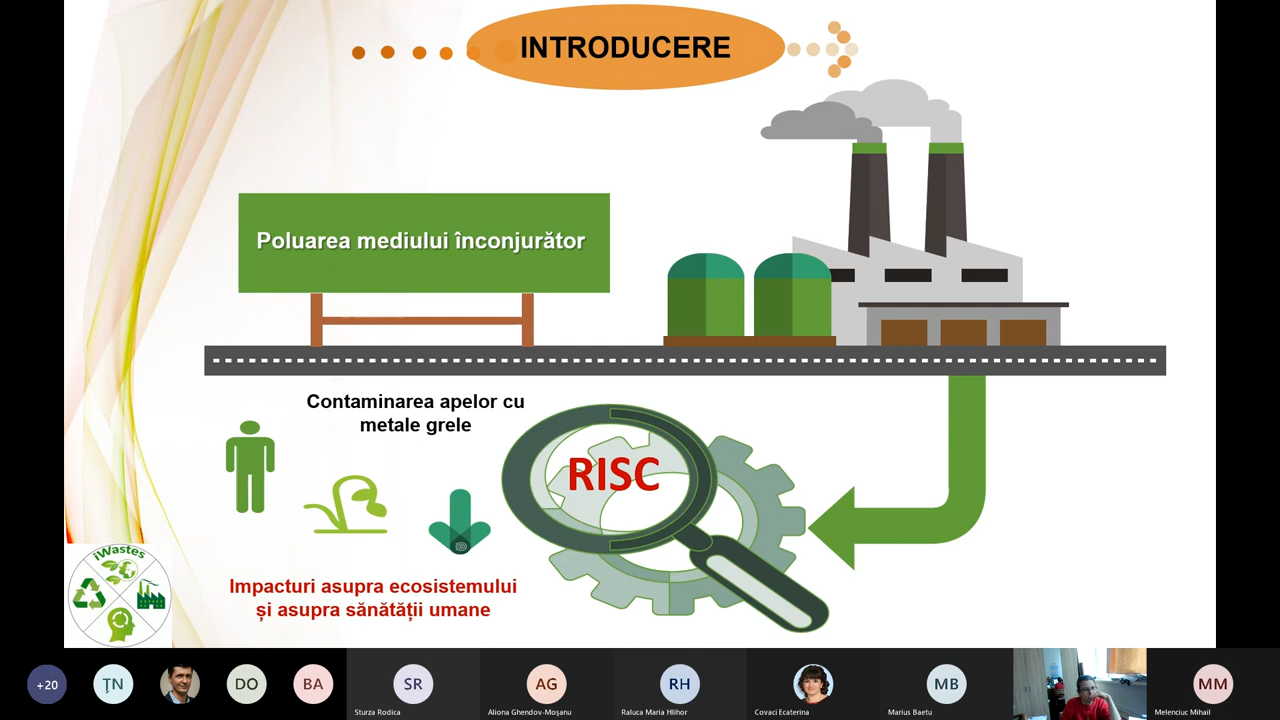 INTRODUCERE
Poluarea mediului înconjurător
Contaminarea apelor cu
metale grele
RISC
iWastes
Impacturi asupra ecosistemului
și asupra sănătății umane
+20
ȚN
DO
BA
SR
AG
RH
MB
MM
Sturza Rodica
Aliona Ghendov-Moșanu
Raluca Maria Hlihor
Covaci Ecaterina
Marius Baetu
Melenciuc Mihail